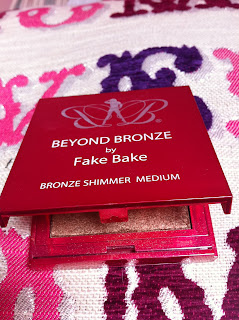 BEYOND BRONZE
by
Fake Bake
BRONZE SHIMMER MEDIUM